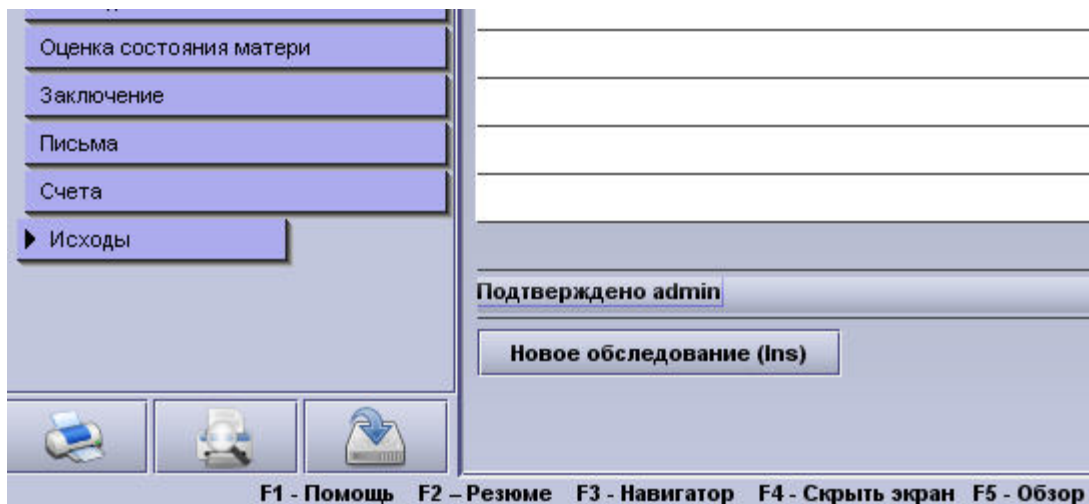 Оценка состояния матери
Заключение
Письма
Счета
Исходы
Подтверждено admin
Новое обследование (Ins)
F1 - Помощь F2 – Резюме F3 - Навигатор F4 - Скрыть экран F5 - Обзор